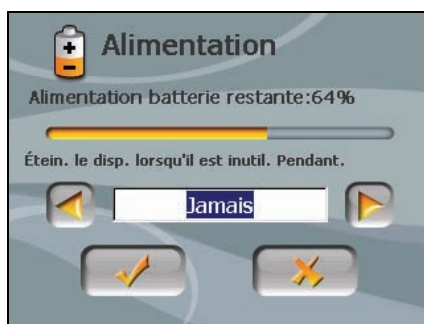 Alimentation
Alimentation batterie restante:64%
Étein. le disp. lorsqu'il est inutil. Pendant.
Jamais